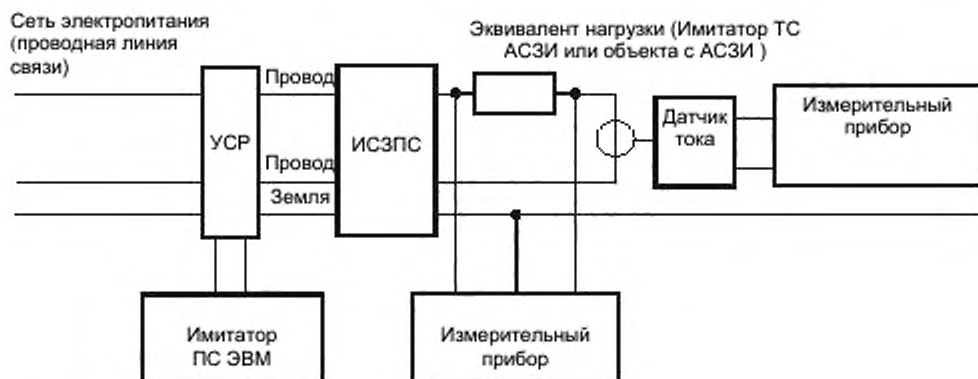 Сеть электропитания
(проводная линия
связи)
Эквивалент нагрузки (Имитатор ТС
АСЗИ или объекта с АСЗИ )
Провод
УСР
ИСЗПС
Провод
Земля
Датчик
тока
Измерительный
прибор
Имитатор
ПС ЭВМ
Измерительный
прибор